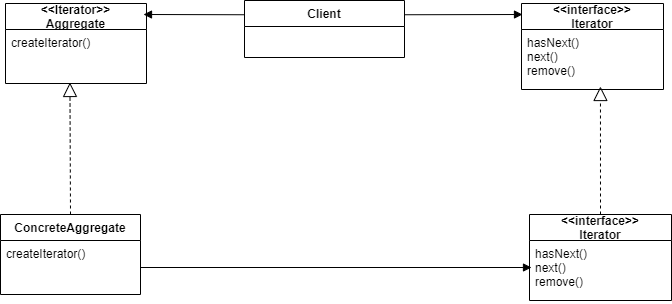 <<Iterator>>
Aggregate
createIterator()
Client
<<interface>>
Iterator
hasNext()
next()
remove()
ConcreteAggregate
createIterator()
<<interface>>
Iterator
hasNext()
next()
remove()